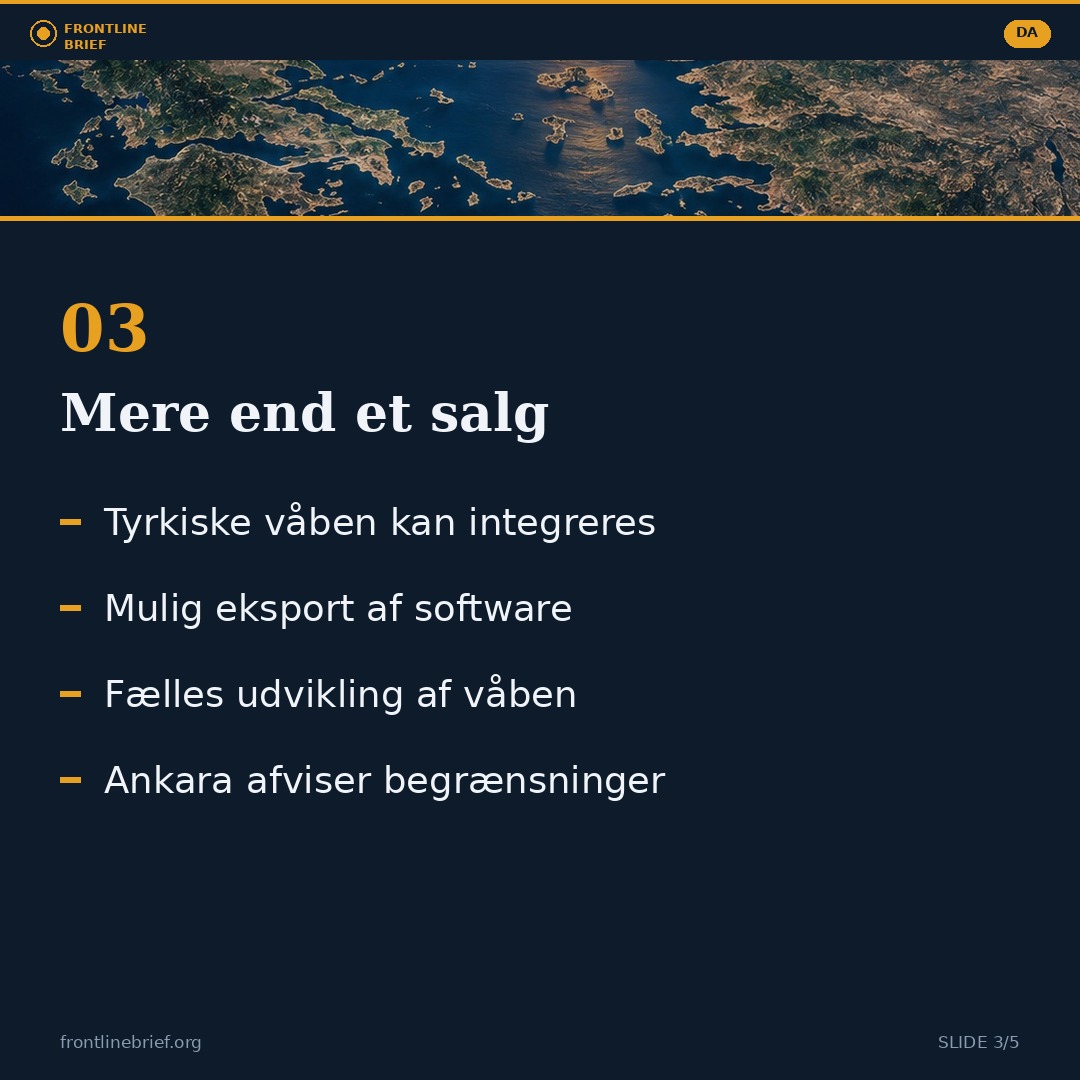 FRONTLINE
BRIEF
DA
03
Mere end et salg
Tyrkiske våben kan integreres
Mulig eksport af software
Fælles udvikling af våben
Ankara afviser begrænsninger
frontlinebrief.org
SLIDE 3/5